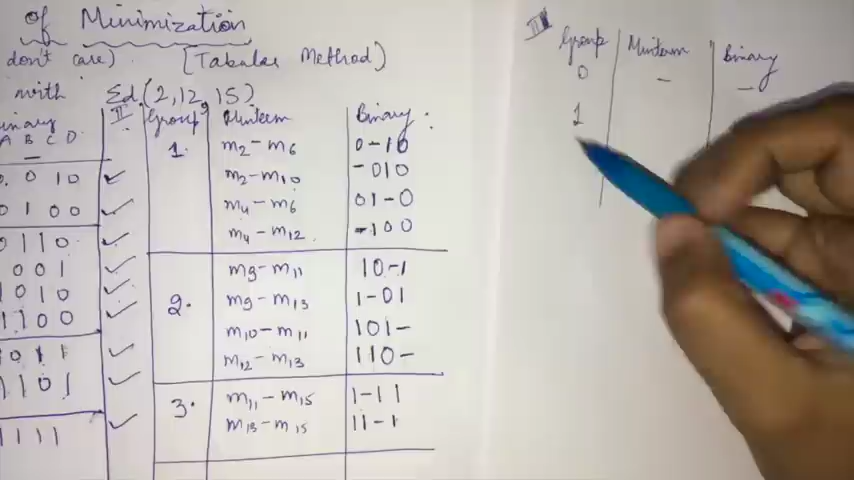 of Minimization
don't care) [Tabular Method)
with Σd (2,12,15)
inary II Group Minterm Binary :
A B C D
1. m2-m6 0-10
0 0 1 0 ✓ m2-m10 -010
0 1 0 0 ✓ m4-m6 01-0
0 1 1 0 ✓ m4-m12 -100
0 0 1 ✓ m9-m11 10-1
1 0 1 0 ✓ 2. m9-m13 1-01
1 1 0 0 ✓ m10-m11 101-
0 1 1 ✓ m12-m13 110-
1 1 0 1 ✓ 3. m11-m15 1-11
1 1 1 1 ✓ m13-m15 11-1
III Group Minterm Binary
0 - -
1